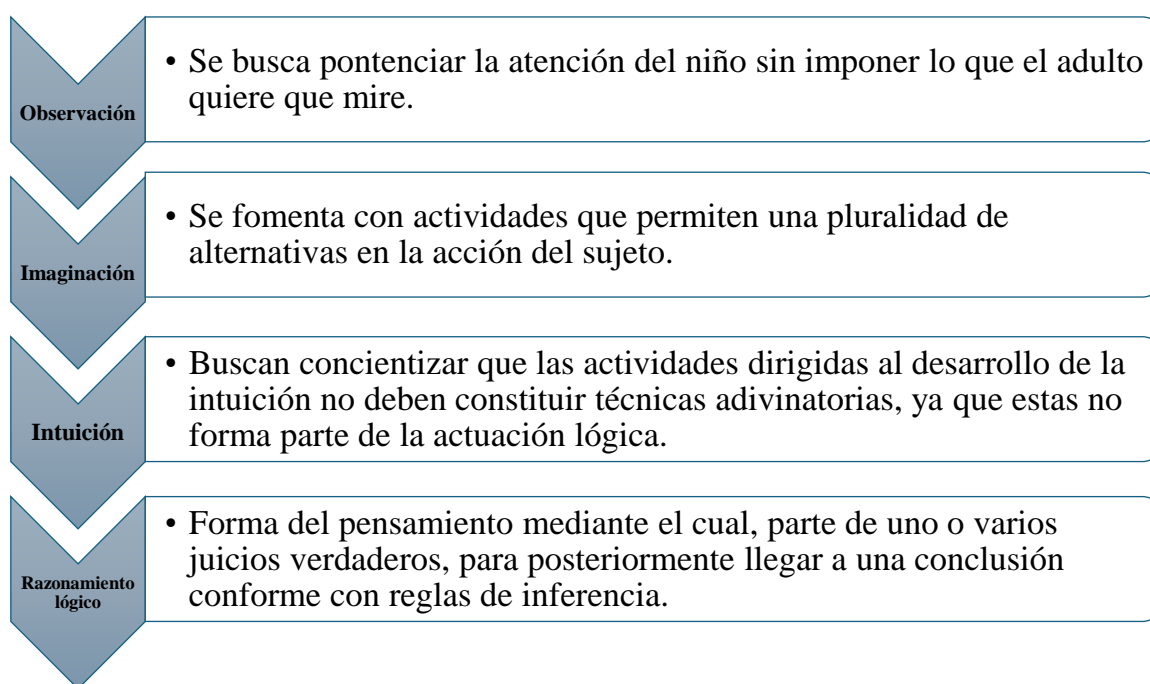 Observación
• Se busca pontenciar la atención del niño sin imponer lo que el adulto
quiere que mire.
Imaginación
• Se fomenta con actividades que permiten una pluralidad de
alternativas en la acción del sujeto.
Intuición
• Buscan concientizar que las actividades dirigidas al desarrollo de la
intuición no deben constituir técnicas adivinatorias, ya que estas no
forma parte de la actuación lógica.
Razonamiento
lógico
• Forma del pensamiento mediante el cual, parte de uno o varios
juicios verdaderos, para posteriormente llegar a una conclusión
conforme con reglas de inferencia.